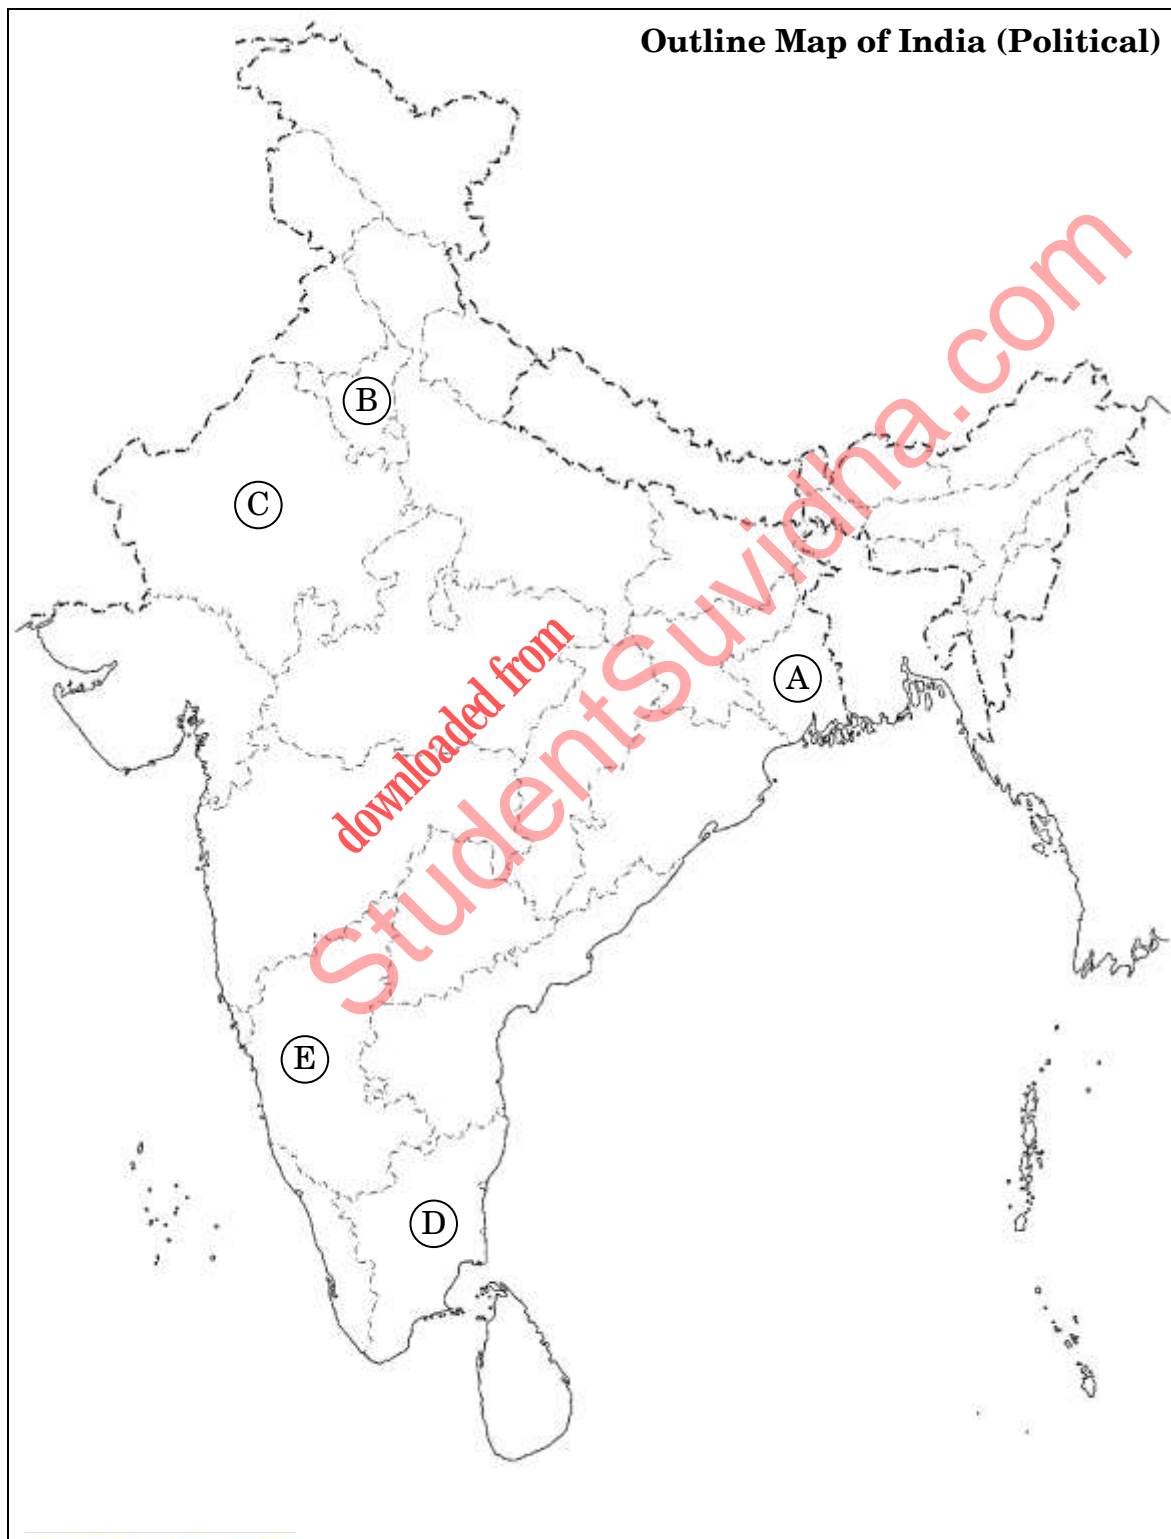 Outline Map of India (Political)
B
C
downloaded from
StudentSuvidha.com
A
E
D